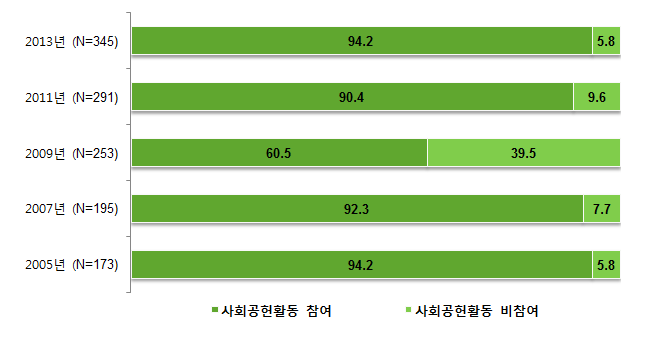 2013년 (N=345) 94.2 5.8
2011년 (N=291) 90.4 9.6
2009년 (N=253) 60.5 39.5
2007년 (N=195) 92.3 7.7
2005년 (N=173) 94.2 5.8
사회공헌활동 참여 사회공헌활동 비참여